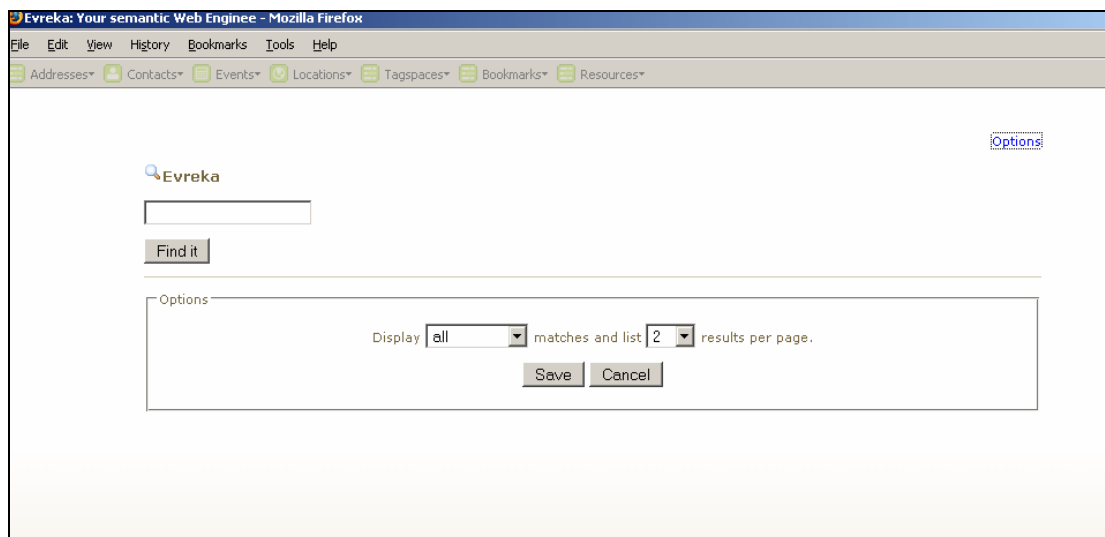 Evreka: Your semantic Web Enginee - Mozilla Firefox
File Edit View History Bookmarks Tools Help
Addresses Contacts Events Locations Tagspaces Bookmarks Resources
Options
Evreka
Find it
Options
Display all matches and list 2 results per page.
Save Cancel